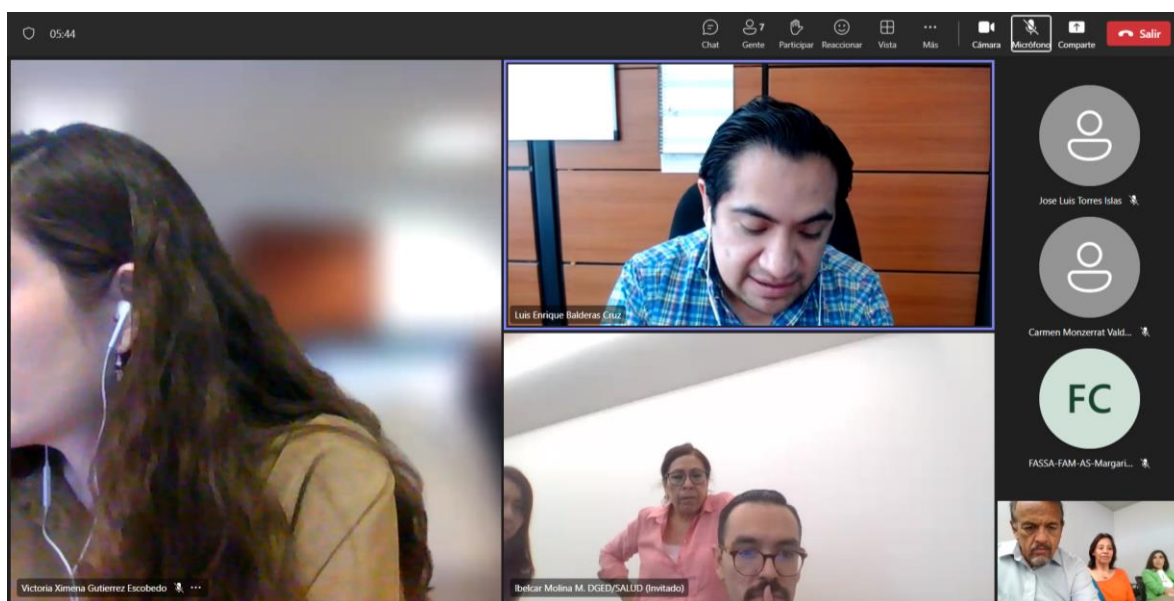 05:44
Chat
Gente 7
Participar
Reaccionar
Vista
Más
Cámara
Micrófono
Comparte
Salir
Luis Enrique Balderas Cruz
Jose Luis Torres Islas
Carmen Monzerrat Vald...
FC
FASSA-FAM-AS-Margari...
Victoria Ximena Gutierrez Escobedo
Ibelcar Molina M. DGED/SALUD (Invitado)